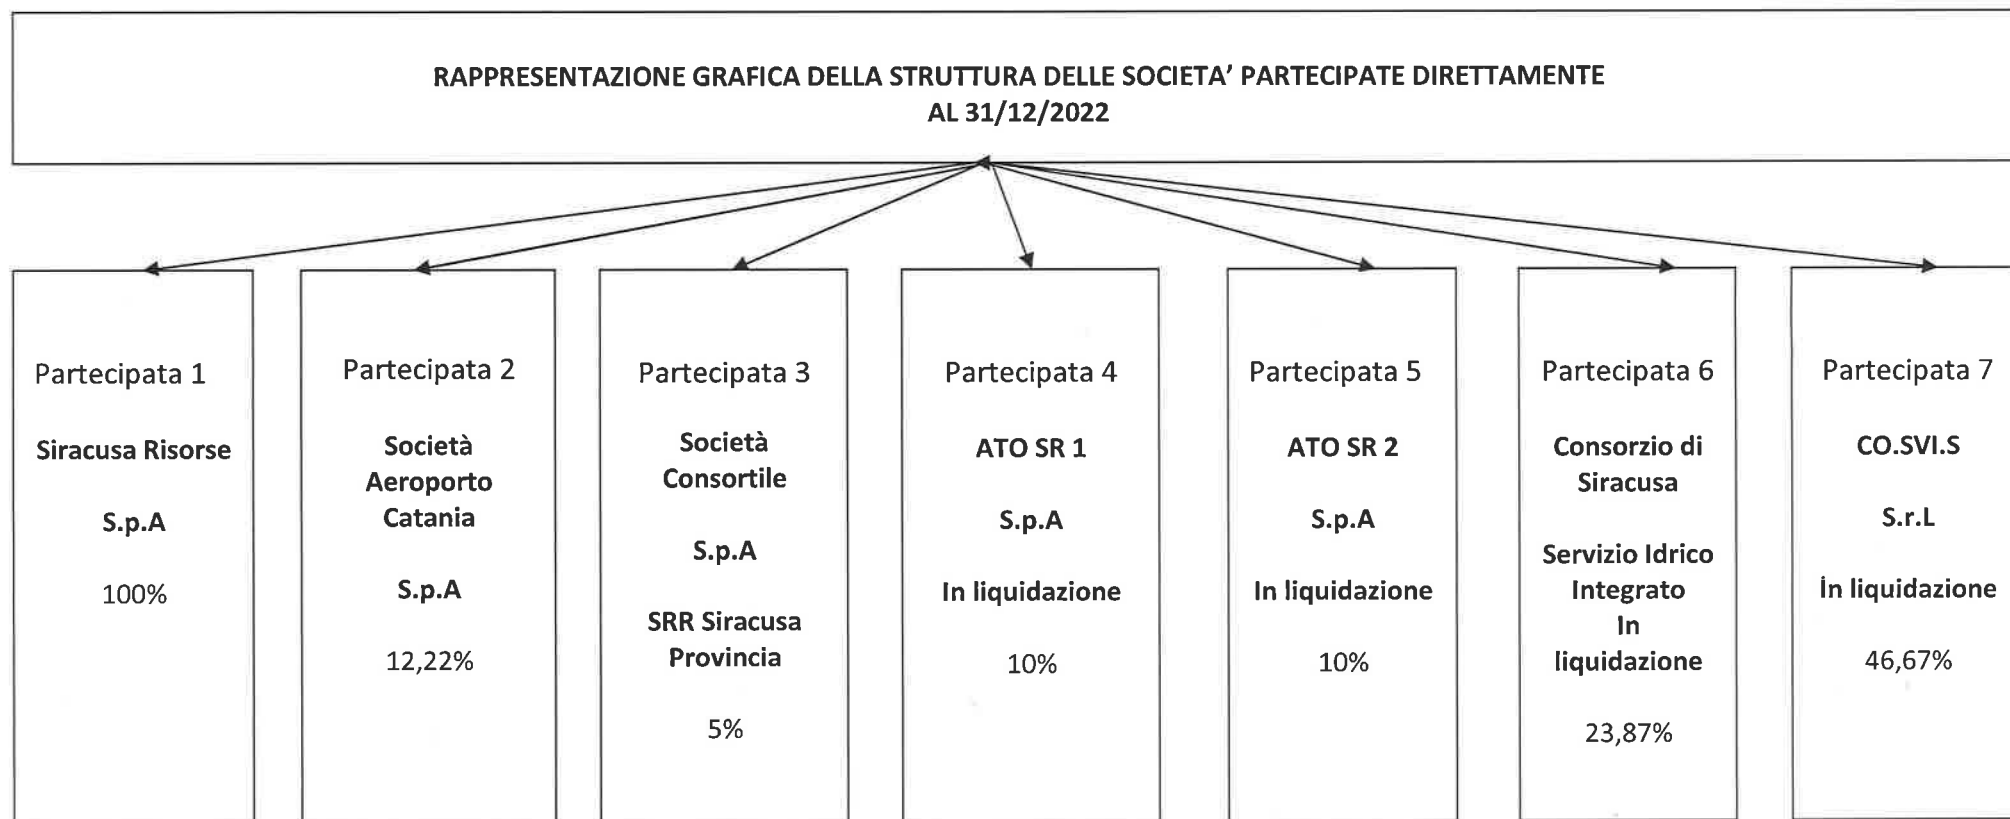 RAPPRESENTAZIONE GRAFICA DELLA STRUTTURA DELLE SOCIETA’ PARTECIPATE DIRETTAMENTE
AL 31/12/2022
Partecipata 1
Siracusa Risorse
S.p.A
100%
Partecipata 2
Società
Aeroporto
Catania
S.p.A
12,22%
Partecipata 3
Società
Consortile
S.p.A
SRR Siracusa
Provincia
5%
Partecipata 4
ATO SR 1
S.p.A
In liquidazione
10%
Partecipata 5
ATO SR 2
S.p.A
In liquidazione
10%
Partecipata 6
Consorzio di
Siracusa
Servizio Idrico
Integrato
In
liquidazione
23,87%
Partecipata 7
CO.SVI.S
S.r.L
In liquidazione
46,67%